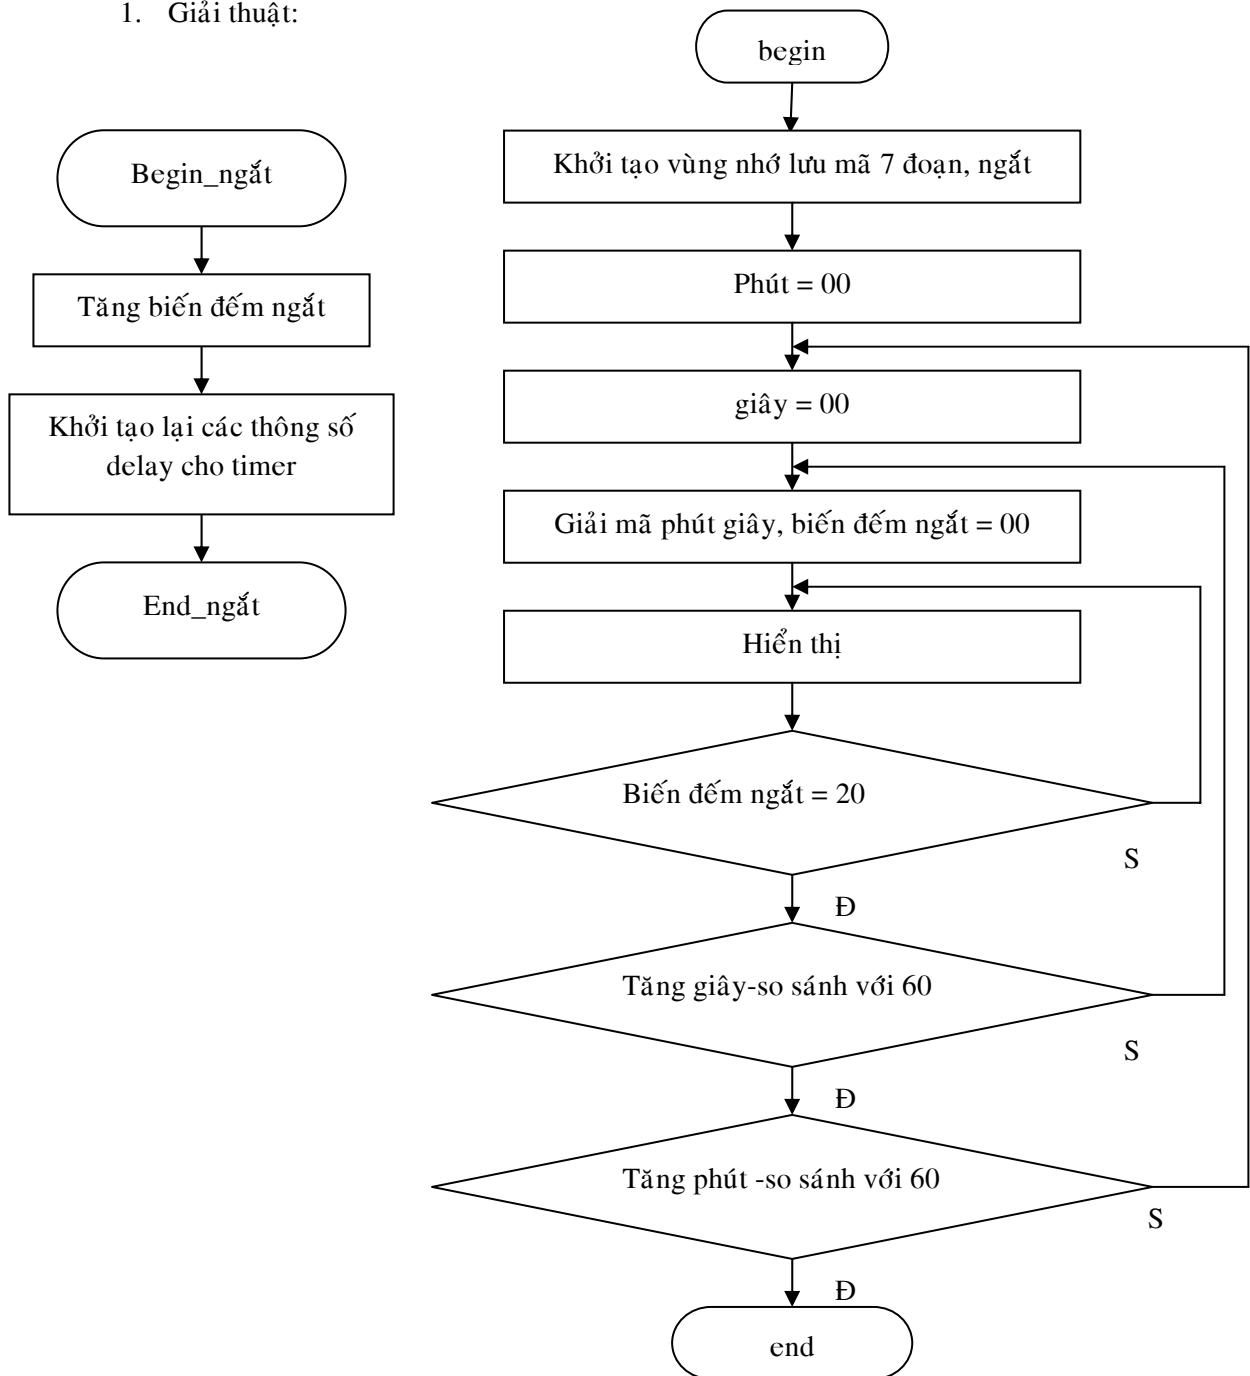 1. Giải thuật:
Begin_ngắt
Tăng biến đếm ngắt
Khởi tạo lại các thông số
delay cho timer
End_ngắt
begin
Khởi tạo vùng nhớ lưu mã 7 đoạn, ngắt
Phút = 00
giây = 00
Giải mã phút giây, biến đếm ngắt = 00
Hiển thị
Biến đếm ngắt = 20
S
Đ
Tăng giây-so sánh với 60
S
Đ
Tăng phút -so sánh với 60
S
Đ
end